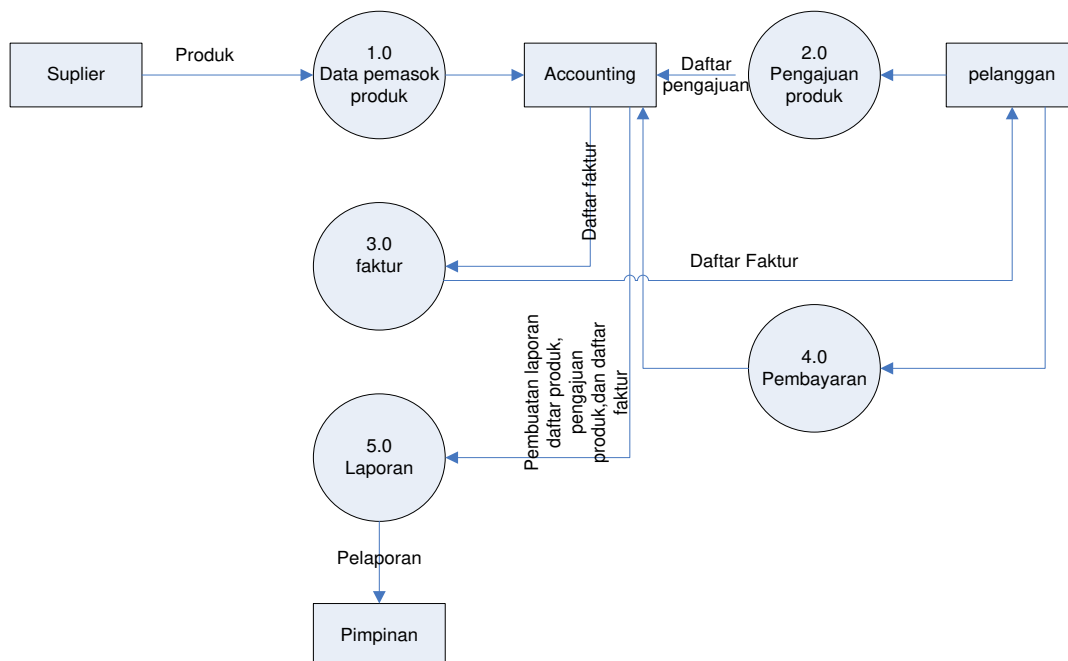 Suplier
Produk
1.0
Data pemasok
produk
Accounting
Daftar
pengajuan
2.0
Pengajuan
produk
pelanggan
Daftar faktur
3.0
faktur
Daftar Faktur
Pembuatan laporan
daftar produk,
pengajuan
produk,dan daftar
faktur
4.0
Pembayaran
5.0
Laporan
Pelaporan
Pimpinan